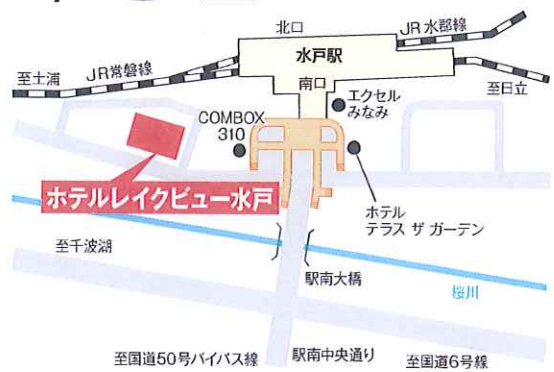 北口
JR水郡線
水戸駅
JR常磐線
至土浦
南口
至日立
エクセル
みなみ
COMBOX
310
ホテルレイクビュー水戸
ホテル
テラス ザ ガーデン
至千波湖
駅南大橋
桜川
至国道50号バイパス線
駅南中央通り
至国道6号線